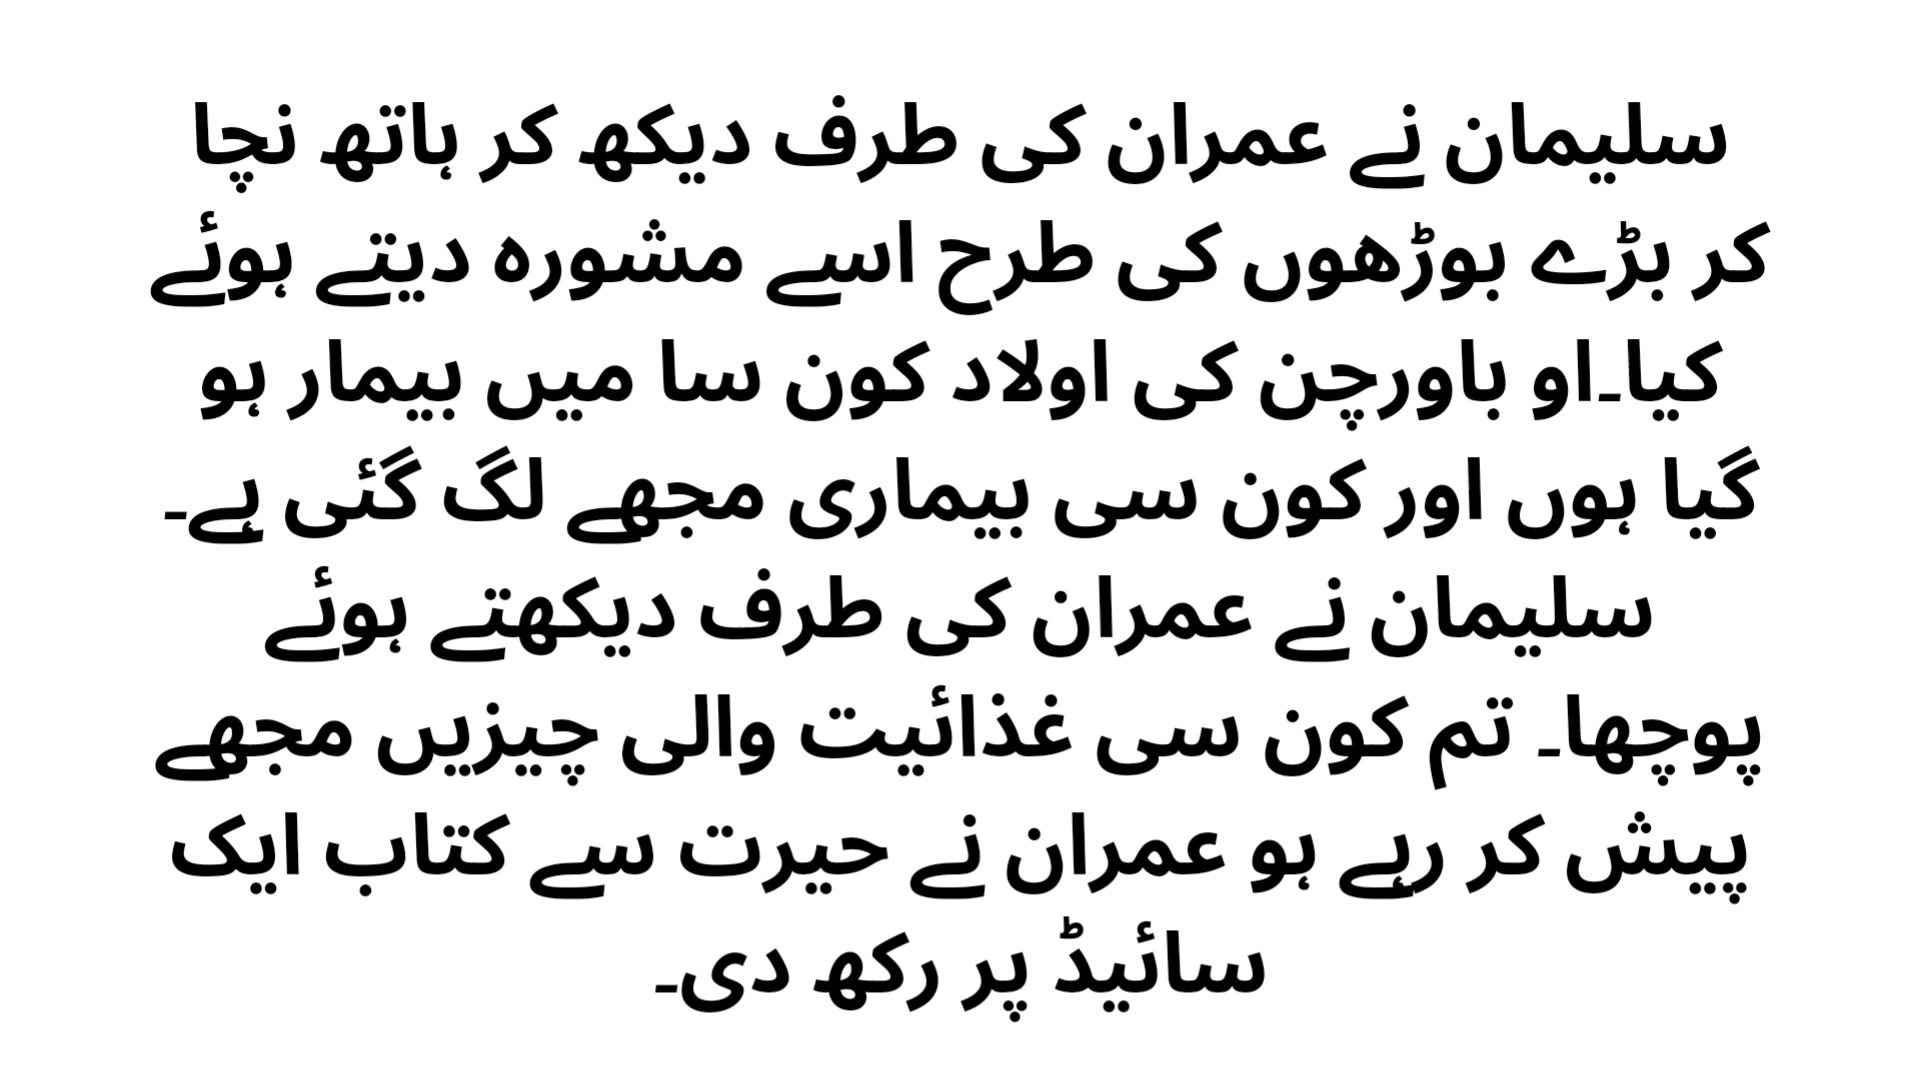 سلیمان نے عمران کی طرف دیکھ کر ہاتھ نچا
کر بڑے بوڑھوں کی طرح اسے مشورہ دیتے ہوئے
کیا۔او باورچن کی اولاد کون سا میں بیمار ہو
گیا ہوں اور کون سی بیماری مجھے لگ گئی ہے۔
سلیمان نے عمران کی طرف دیکھتے ہوئے
پوچھا۔ تم کون سی غذائیت والی چیزیں مجھے
پیش کر رہے ہو عمران نے حیرت سے کتاب ایک
سائیڈ پر رکھ دی۔